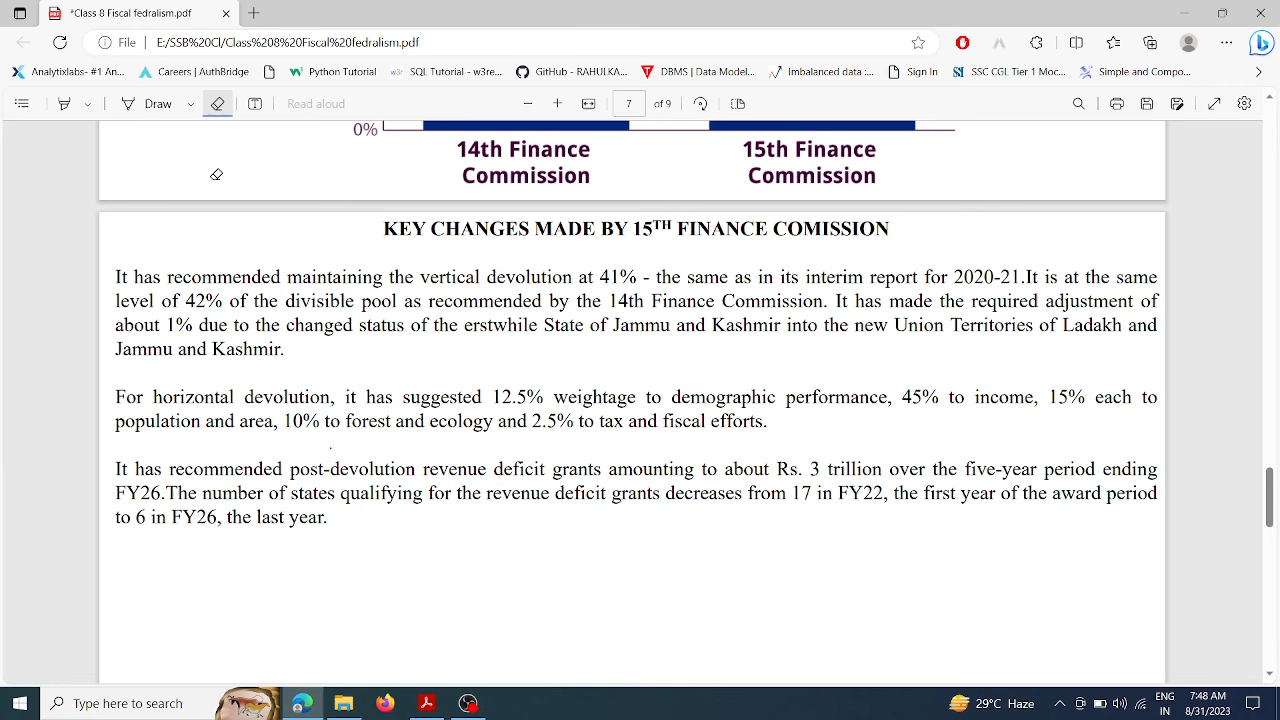 *Class 8 Fiscal fedralism.pdf
File E:/SSB%20CI/Class%208%20Fiscal%20fedralism.pdf
Analytixlabs - #1 An... Careers | AuthBridge Python Tutorial SQL Tutorial - w3re... GitHub - RAHULKA... DBMS | Data Model... Imbalanced data :... Sign In SSC CGL Tier 1 Moc... Simple and Compo...
Draw Read aloud 7 of 9
0%
14th Finance 15th Finance
Commission Commission
KEY CHANGES MADE BY 15TH FINANCE COMISSION
It has recommended maintaining the vertical devolution at 41% - the same as in its interim report for 2020-21.It is at the same
level of 42% of the divisible pool as recommended by the 14th Finance Commission. It has made the required adjustment of
about 1% due to the changed status of the erstwhile State of Jammu and Kashmir into the new Union Territories of Ladakh and
Jammu and Kashmir.
For horizontal devolution, it has suggested 12.5% weightage to demographic performance, 45% to income, 15% each to
population and area, 10% to forest and ecology and 2.5% to tax and fiscal efforts.
It has recommended post-devolution revenue deficit grants amounting to about Rs. 3 trillion over the five-year period ending
FY26.The number of states qualifying for the revenue deficit grants decreases from 17 in FY22, the first year of the award period
to 6 in FY26, the last year.
Type here to search 29°C Haze ENG 7:48 AM
IN 8/31/2023